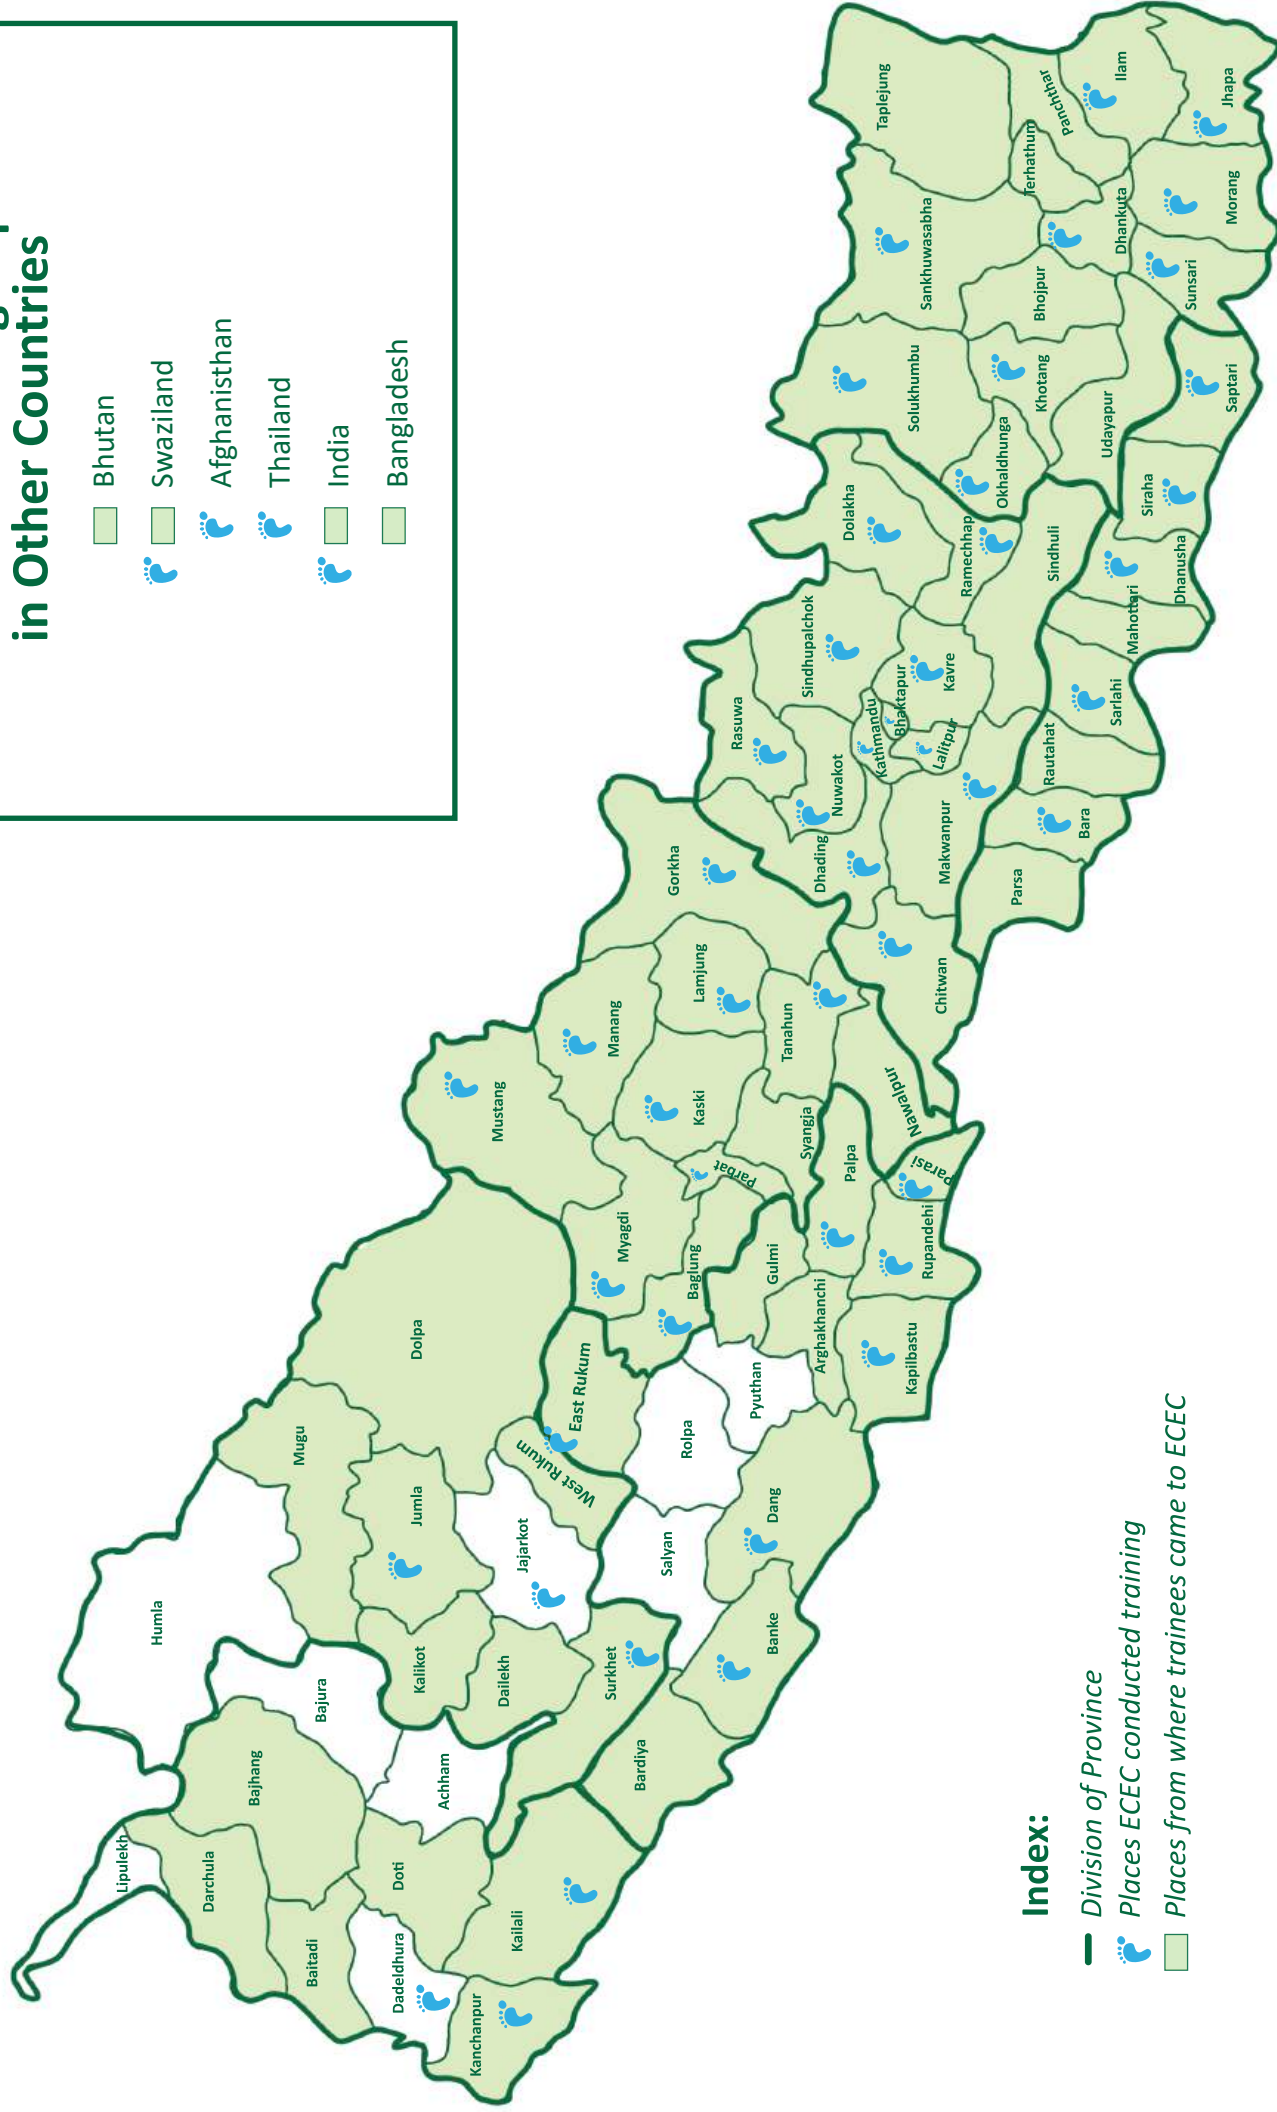 in Other Countries
Bhutan
Swaziland
Afghanisthan
Thailand
India
Bangladesh
Lipulekh
Humla
Darchula
Bajhang
Bajura
Mugu
Baitadi
Dadeldhura
Doti
Achham
Kalikot
Jumla
Dolpa
Kanchanpur
Kailali
Dailekh
Jajarkot
West Rukum
East Rukum
Surkhet
Salyan
Rolpa
Pyuthan
Bardiya
Banke
Dang
Mustang
Manang
Myagdi
Kaski
Lamjung
Gorkha
Baglung
Parbat
Syangja
Tanahun
Gulmi
Arghakhanchi
Palpa
Nawalpur
Kapilbastu
Rupandehi
Parasi
Chitwan
Rasuwa
Dhading
Nuwakot
Sindhupalchok
Dolakha
Kathmandu
Bhaktapur
Lalitpur
Kavre
Ramechhap
Makwanpur
Sindhuli
Parsa
Bara
Rautahat
Sarlahi
Mahottari
Dhanusha
Siraha
Saptari
Solukhumbu
Okhaldhunga
Khotang
Udayapur
Sankhuwasabha
Bhojpur
Taplejung
Terhathum
Panchthar
Dhankuta
Ilam
Sunsari
Morang
Jhapa
Index:
Division of Province
Places ECEC conducted training
Places from where trainees came to ECEC